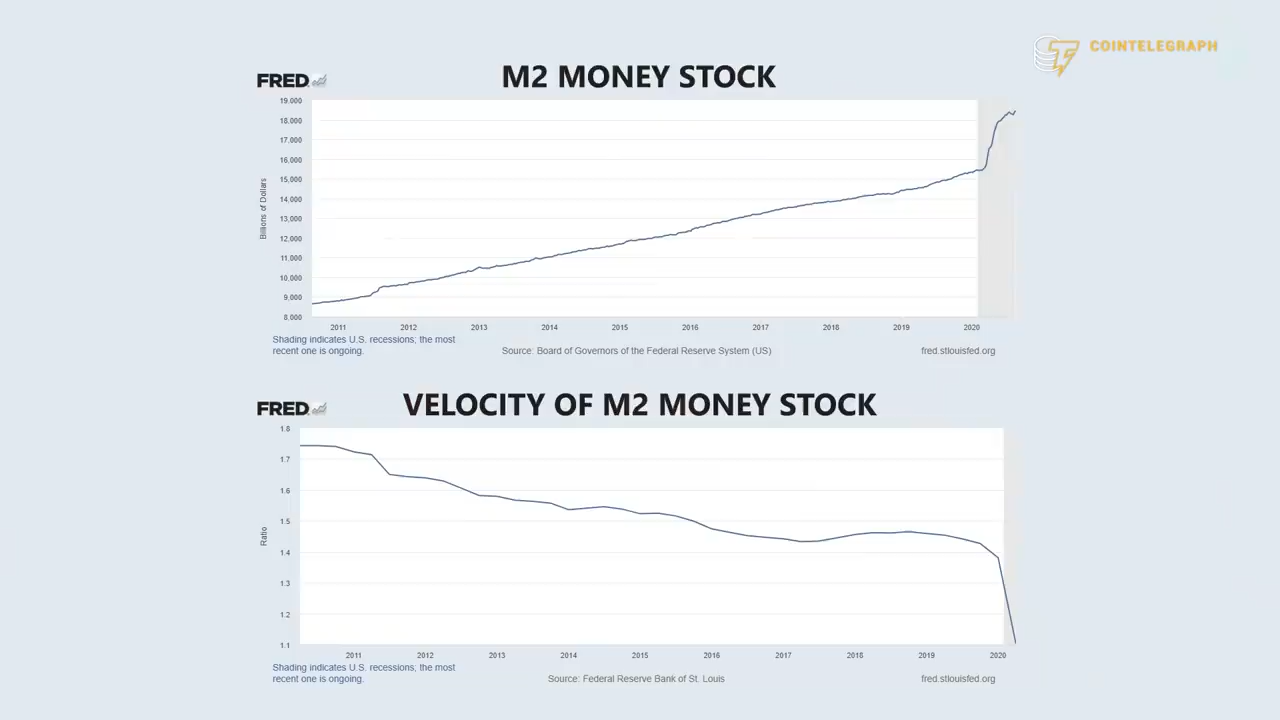 COINTELEGRAPH
FRED
M2 MONEY STOCK
19,000
18,000
17,000
16,000
15,000
14,000
13,000
12,000
11,000
10,000
9,000
8,000
Billions of Dollars
2011 2012 2013 2014 2015 2016 2017 2018 2019 2020
Shading indicates U.S. recessions; the most
recent one is ongoing.
Source: Board of Governors of the Federal Reserve System (US)
fred.stlouisfed.org
FRED
VELOCITY OF M2 MONEY STOCK
1.8
1.7
1.6
1.5
1.4
1.3
1.2
1.1
Ratio
2011 2012 2013 2014 2015 2016 2017 2018 2019 2020
Shading indicates U.S. recessions; the most
recent one is ongoing.
Source: Federal Reserve Bank of St. Louis
fred.stlouisfed.org